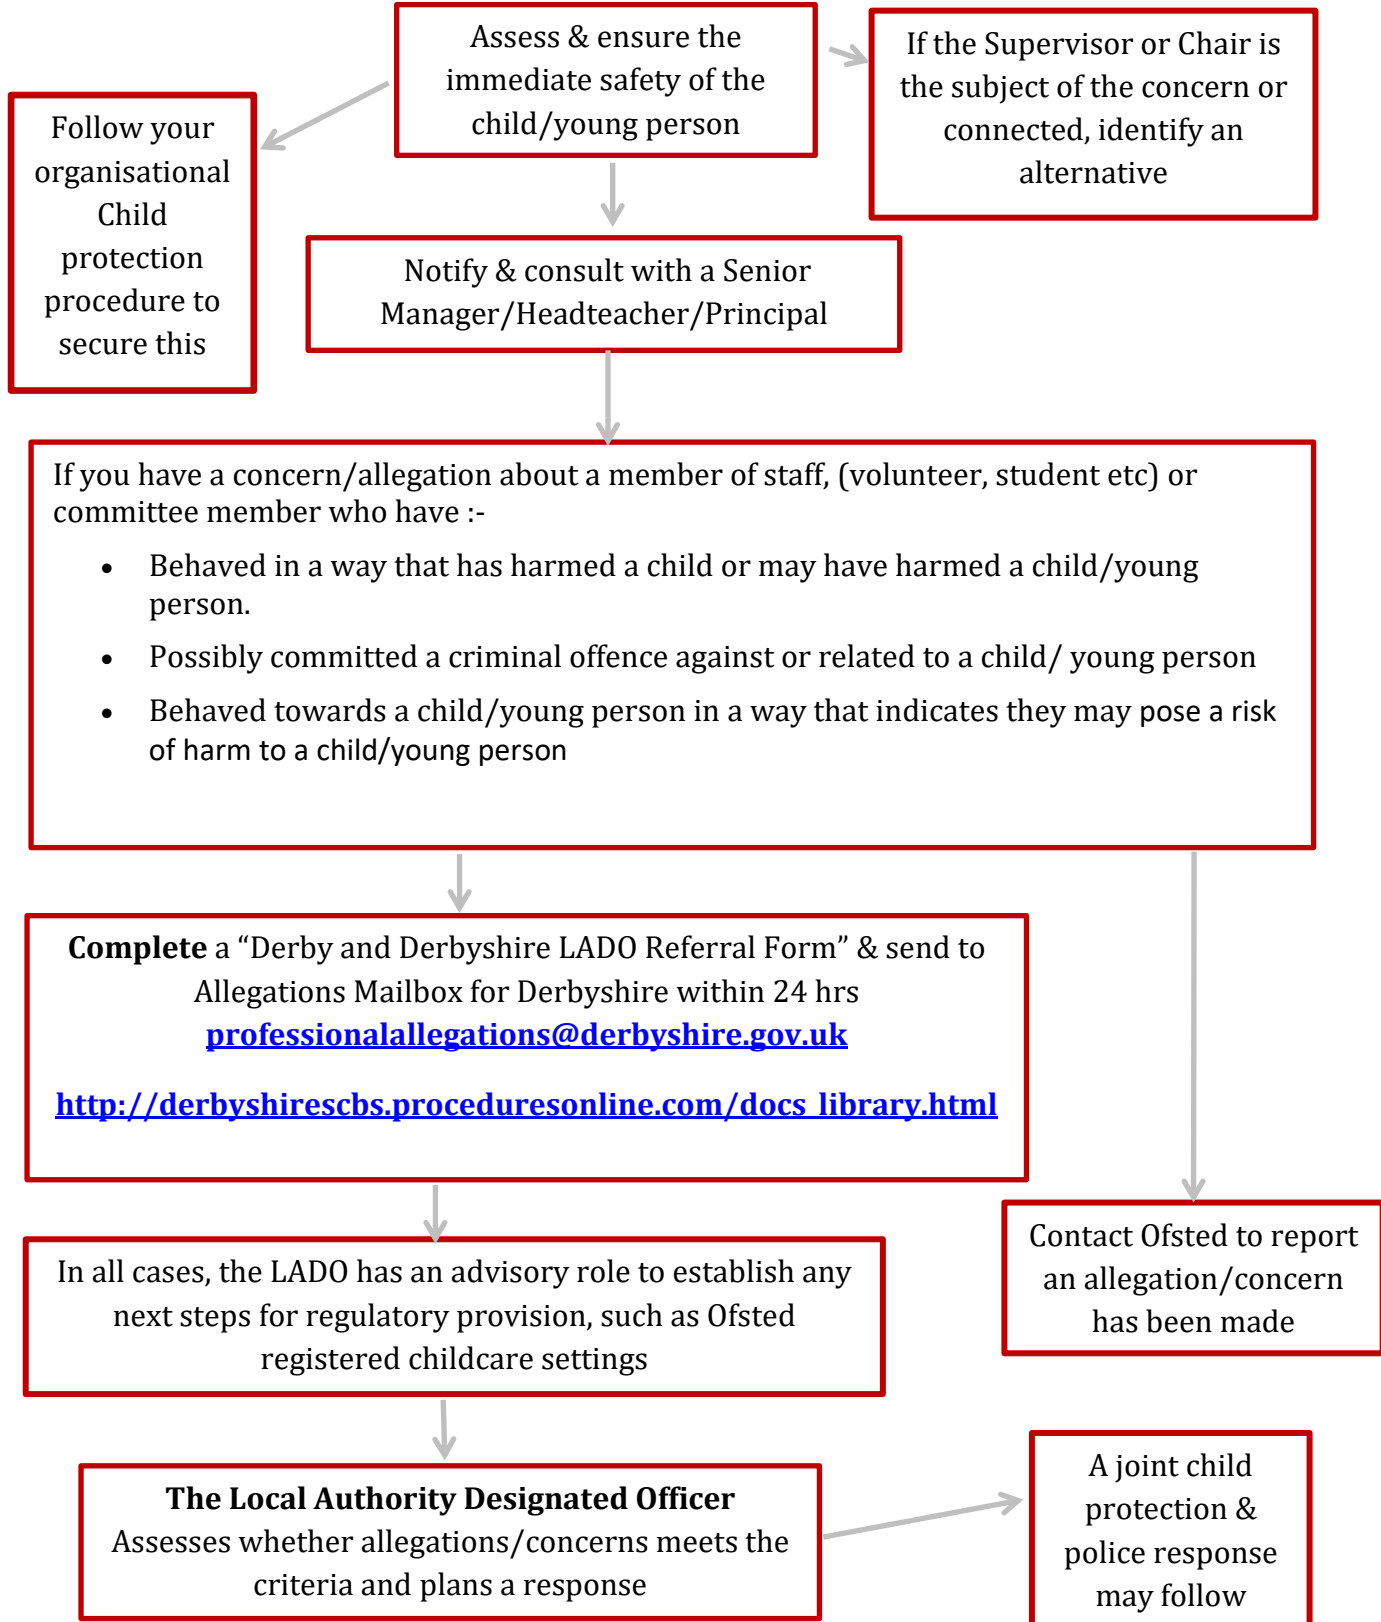 Assess & ensure the
immediate safety of the
child/young person
If the Supervisor or Chair is
the subject of the concern or
connected, identify an
alternative
Follow your
organisational
Child
protection
procedure to
secure this
Notify & consult with a Senior
Manager/Headteacher/Principal
If you have a concern/allegation about a member of staff, (volunteer, student etc) or
committee member who have :-
• Behaved in a way that has harmed a child or may have harmed a child/young
person.
• Possibly committed a criminal offence against or related to a child/ young person
• Behaved towards a child/young person in a way that indicates they may pose a risk
of harm to a child/young person
Complete a “Derby and Derbyshire LADO Referral Form” & send to
Allegations Mailbox for Derbyshire within 24 hrs
professionalallegations@derbyshire.gov.uk
http://derbyshirescbs.proceduresonline.com/docs_library.html
Contact Ofsted to report
an allegation/concern
has been made
In all cases, the LADO has an advisory role to establish any
next steps for regulatory provision, such as Ofsted
registered childcare settings
The Local Authority Designated Officer
Assesses whether allegations/concerns meets the
criteria and plans a response
A joint child
protection &
police response
may follow